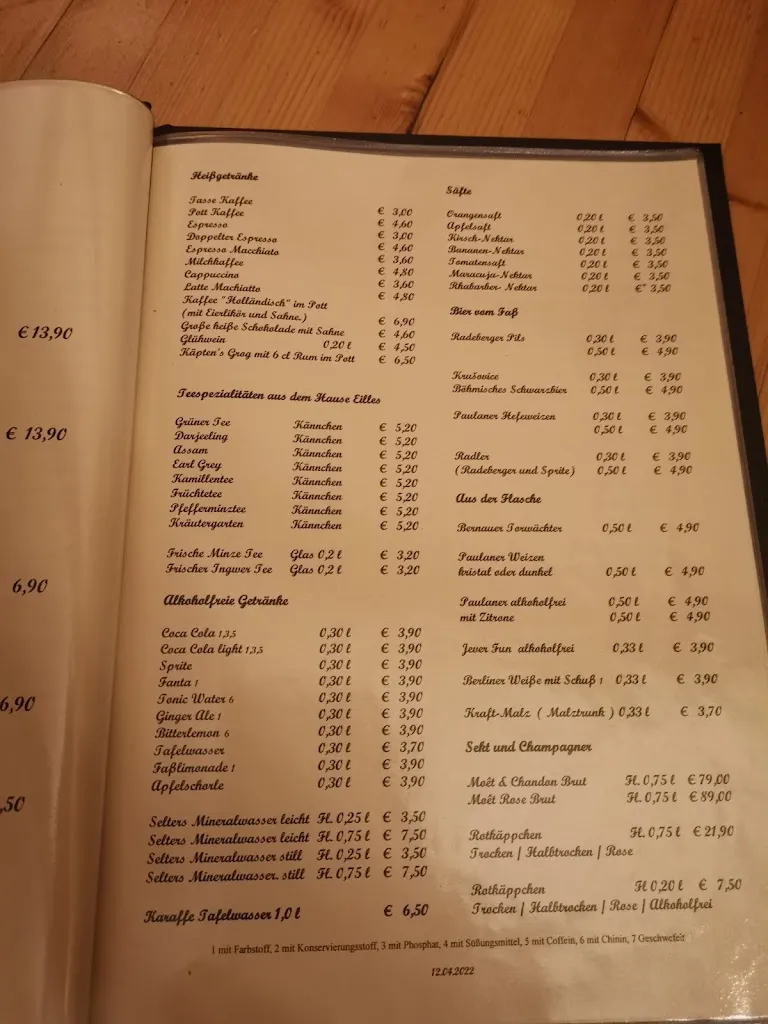 € 13,90
€ 13,90
6,90
6,90
,50
Heißgetränke
Tasse Kaffee € 3,00
Pott Kaffee € 4,60
Espresso € 3,00
Doppelter Espresso € 4,60
Espresso Macchiato € 3,60
Milchkaffee € 4,80
Cappuccino € 3,60
Latte Machiatto € 4,80
Kaffee "Holländisch" im Pott
(mit Eierlikör und Sahne.) € 6,90
Große heiße Schokolade mit Sahne € 4,60
Glühwein 0,20 l € 4,50
Käpten's Grog mit 6 cl Rum im Pott € 6,50
Teespezialitäten aus dem Hause Eilles
Grüner Tee Kännchen € 5,20
Darjeeling Kännchen € 5,20
Assam Kännchen € 5,20
Earl Grey Kännchen € 5,20
Kamillentee Kännchen € 5,20
Früchtetee Kännchen € 5,20
Pfefferminztee Kännchen € 5,20
Kräutergarten Kännchen € 5,20
Frische Minze Tee Glas 0,2 l € 3,20
Frischer Ingwer Tee Glas 0,2 l € 3,20
Alkoholfreie Getränke
Coca Cola 1,3,5 0,30 l € 3,90
Coca Cola light 1,3,5 0,30 l € 3,90
Sprite 0,30 l € 3,90
Fanta 1 0,30 l € 3,90
Tonic Water 6 0,30 l € 3,90
Ginger Ale 1 0,30 l € 3,90
Bitterlemon 6 0,30 l € 3,90
Tafelwasser 0,30 l € 3,70
Faßlimonade 1 0,30 l € 3,90
Apfelschorle 0,30 l € 3,90
Selters Mineralwasser leicht Fl. 0,25 l € 3,50
Selters Mineralwasser leicht Fl. 0,75 l € 7,50
Selters Mineralwasser still Fl. 0,25 l € 3,50
Selters Mineralwasser. still Fl. 0,75 l € 7,50
Karaffe Tafelwasser 1,0 l € 6,50
Säfte
Orangensaft 0,20 l € 3,50
Apfelsaft 0,20 l € 3,50
Kirsch-Nektar 0,20 l € 3,50
Bananen-Nektar 0,20 l € 3,50
Tomatensaft 0,20 l € 3,50
Maracuja-Nektar 0,20 l € 3,50
Rhabarber- Nektar 0,20 l € 3,50
Bier vom Faß
Radeberger Pils 0,30 l € 3,90
0,50 l € 4,90
Krušovice 0,30 l € 3,90
Böhmisches Schwarzbier 0,50 l € 4,90
Paulaner Hefeweizen 0,30 l € 3,90
0,50 l € 4,90
Radler 0,30 l € 3,90
(Radeberger und Sprite) 0,50 l € 4,90
Aus der Flasche
Bernauer Torwächter 0,50 l € 4,90
Paulaner Weizen
kristal oder dunkel 0,50 l € 4,90
Paulaner alkoholfrei 0,50 l € 4,90
mit Zitrone 0,50 l € 4,90
Jever Fun alkoholfrei 0,33 l € 3,90
Berliner Weiße mit Schuß 1 0,33 l € 3,90
Kraft-Malz ( Malztrunk ) 0,33 l € 3,70
Sekt und Champagner
Moêt & Chandon Brut Fl. 0,75 l € 79,00
Moêt Rose Brut Fl. 0,75 l € 89,00
Rotkäppchen Fl. 0,75 l € 21,90
Trocken | Halbtrocken | Rose
Rotkäppchen Fl 0,20 l € 7,50
Trocken | Halbtrocken | Rose | Alkoholfrei
1 mit Farbstoff, 2 mit Konservierungsstoff, 3 mit Phosphat, 4 mit Süßungsmittel, 5 mit Coffein, 6 mit Chinin, 7 Geschwefelt
12.04.2022